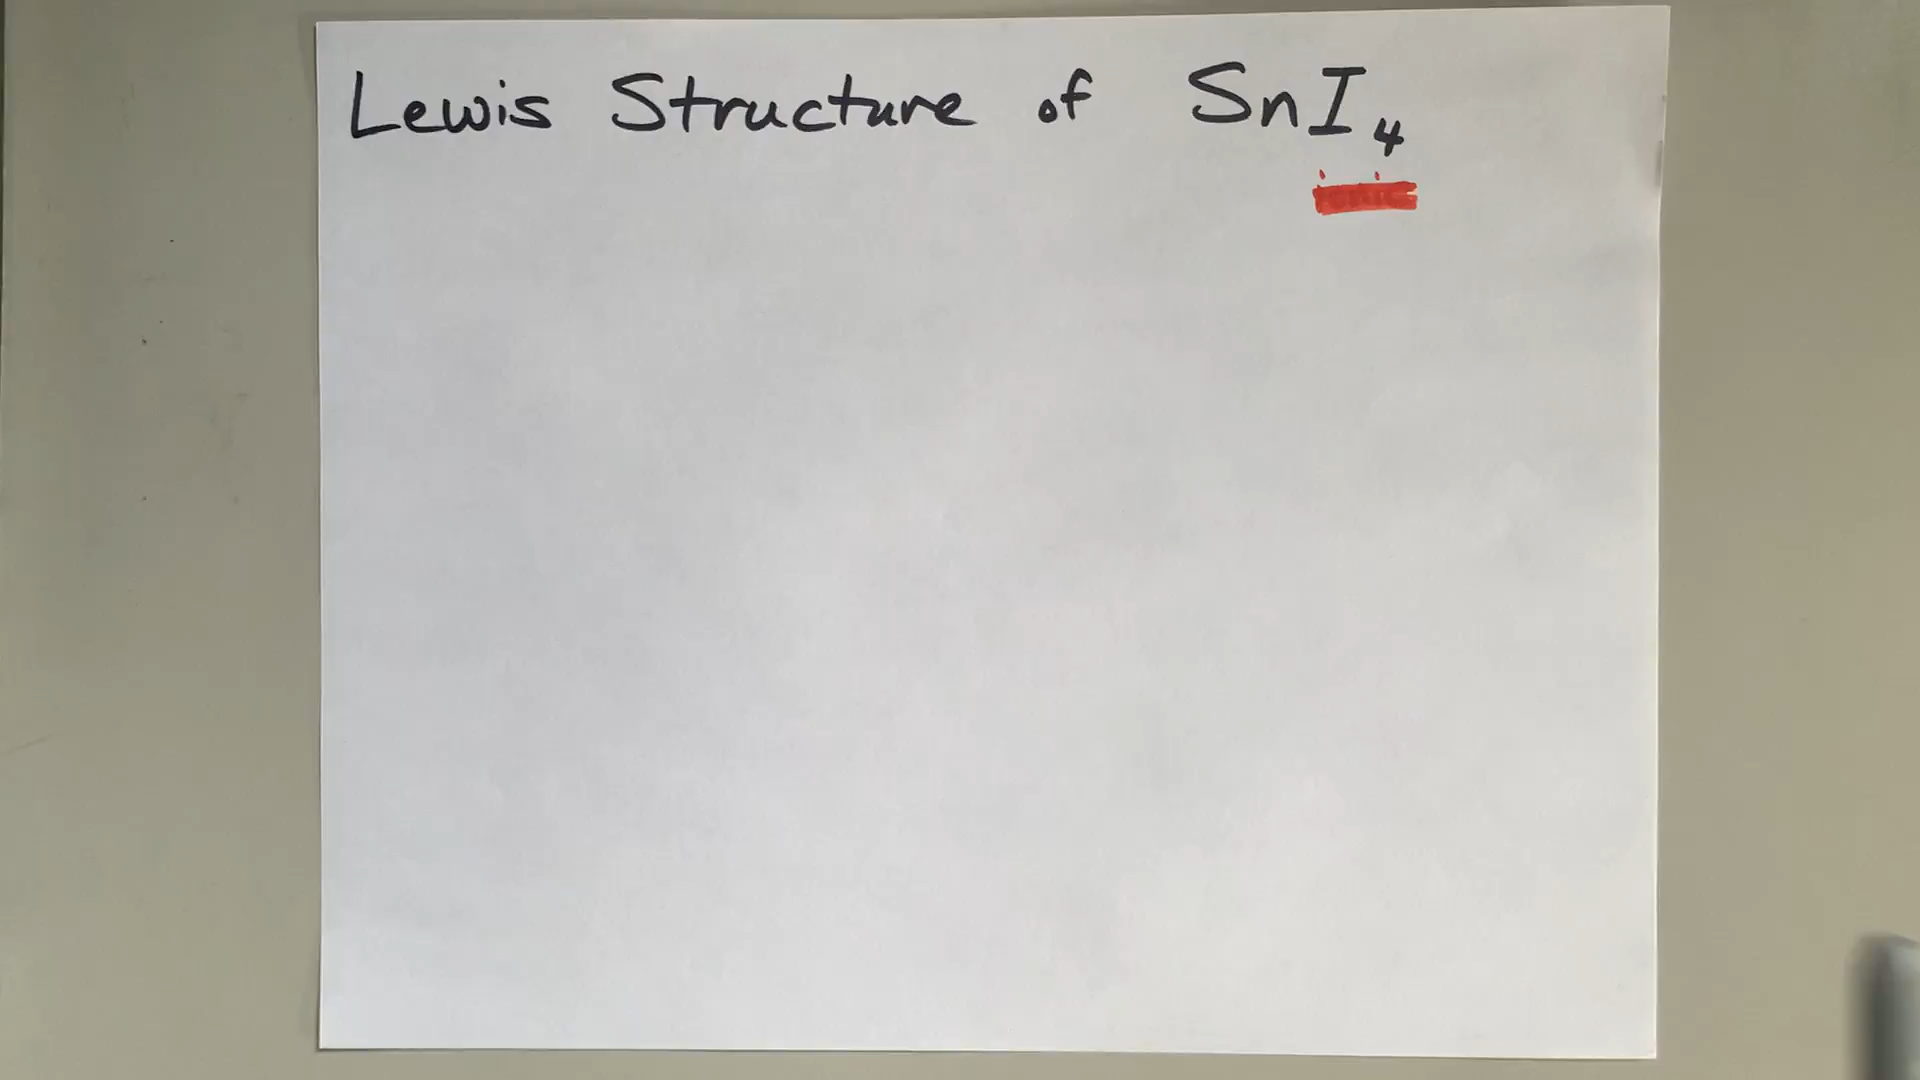 Lewis Structure of SnI₄